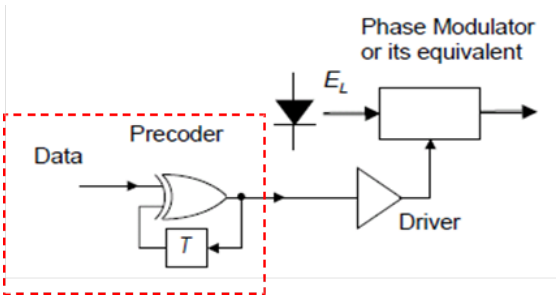 Phase Modulator
or its equivalent
E_L
Precoder
Data
T
Driver